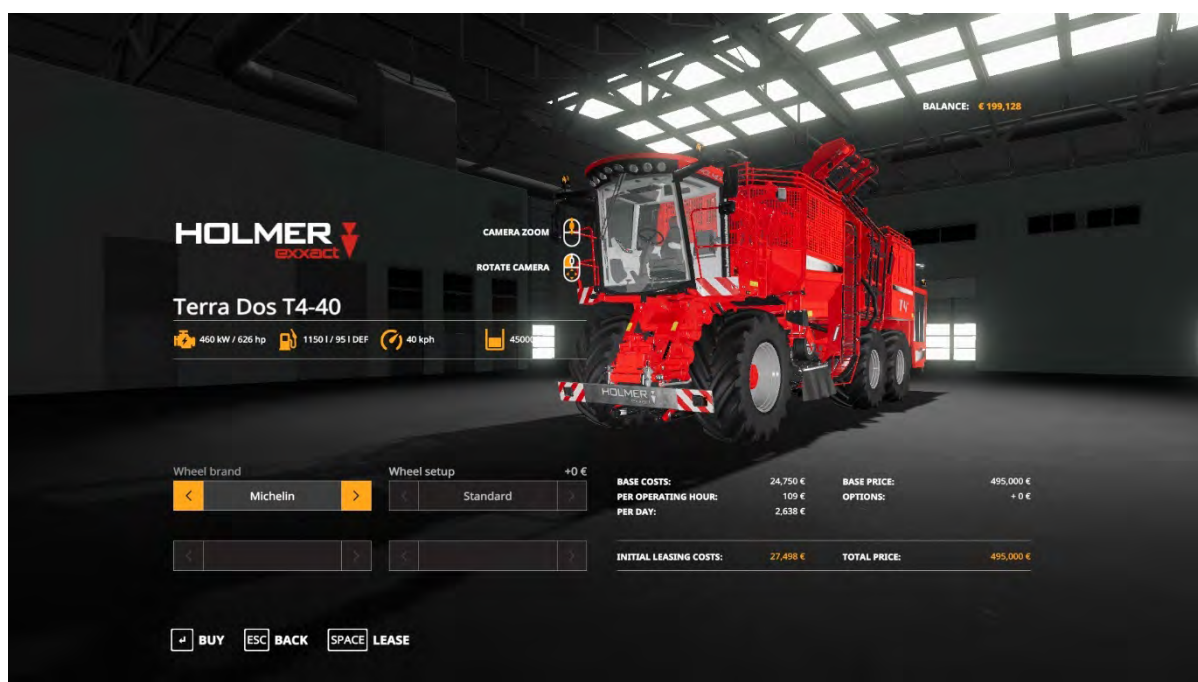 BALANCE: € 199,128
HOLMER
exxact
CAMERA ZOOM
ROTATE CAMERA
Terra Dos T4-40
460 kW / 626 hp 1150 l / 95 l DEF 40 kph 45000
HOLMER
Wheel brand
Michelin
Wheel setup +0 €
Standard
BASE COSTS: 24,750 € BASE PRICE: 495,000 €
PER OPERATING HOUR: 109 € OPTIONS: + 0 €
PER DAY: 2,638 €
INITIAL LEASING COSTS: 27,498 € TOTAL PRICE: 495,000 €
↵ BUY ESC BACK SPACE LEASE